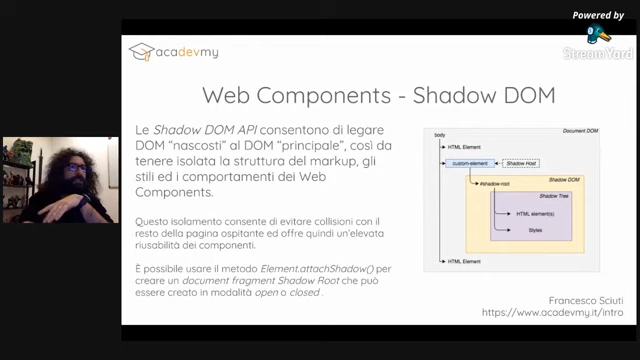 Powered by
StreamYard
acadevmy
Web Components - Shadow DOM
Le Shadow DOM API consentono di legare
DOM “nascosti” al DOM “principale”, così da
tenere isolata la struttura del markup, gli
stili ed i comportamenti dei Web
Components.
Questo isolamento consente di evitare collisioni con il
resto della pagina ospitante ed offre quindi un'elevata
riusabilità dei componenti.
È possibile usare il metodo Element.attachShadow() per
creare un document fragment Shadow Root che può
essere creato in modalità open o closed .
Document DOM
body
HTML Element
custom-element
Shadow Host
Shadow DOM
#shadow-root
Shadow Tree
HTML element(s)
Styles
HTML Element
Francesco Sciuti
https://www.acadevmy.it/intro